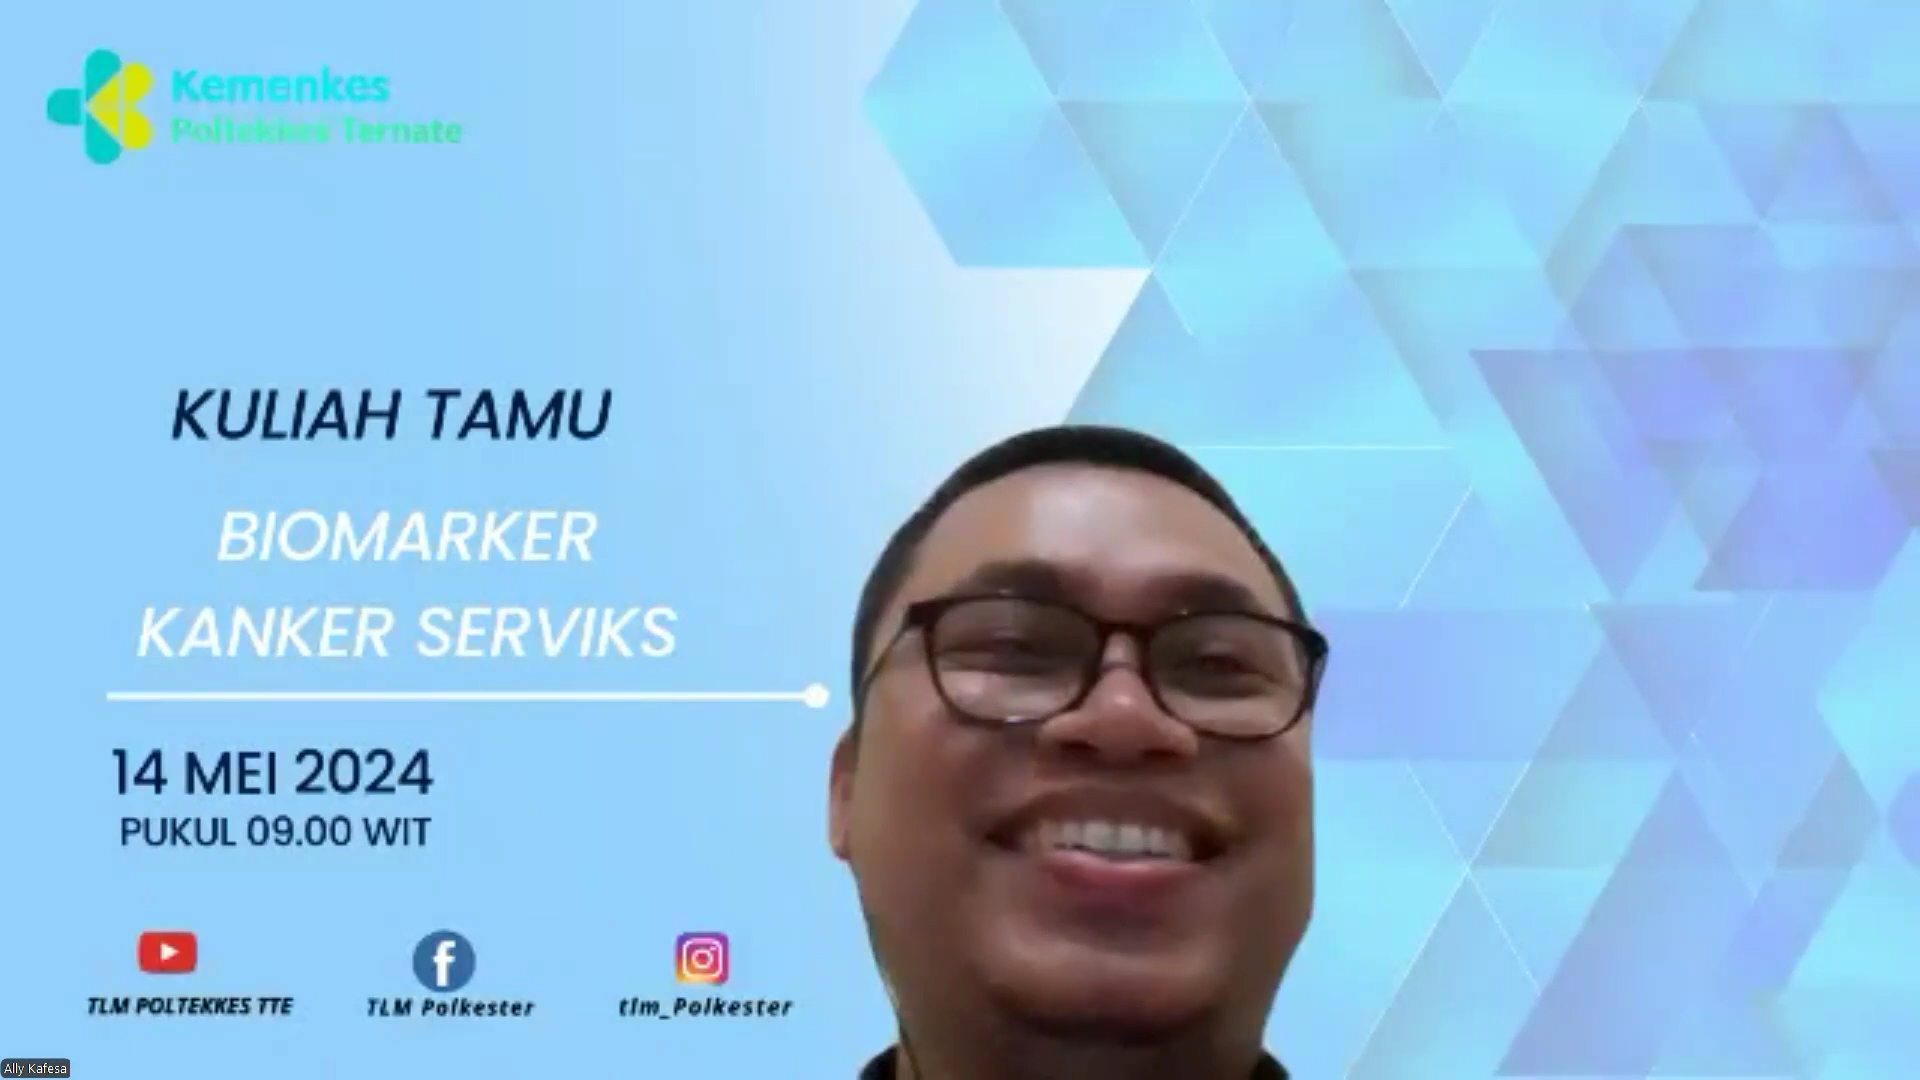 Kemenkes
Poltekkes Ternate
KULIAH TAMU
BIOMARKER
KANKER SERVIKS
14 MEI 2024
PUKUL 09.00 WIT
TLM POLTEKKES TTE
TLM Polkester
tlm_Polkester
Ally Kafesa